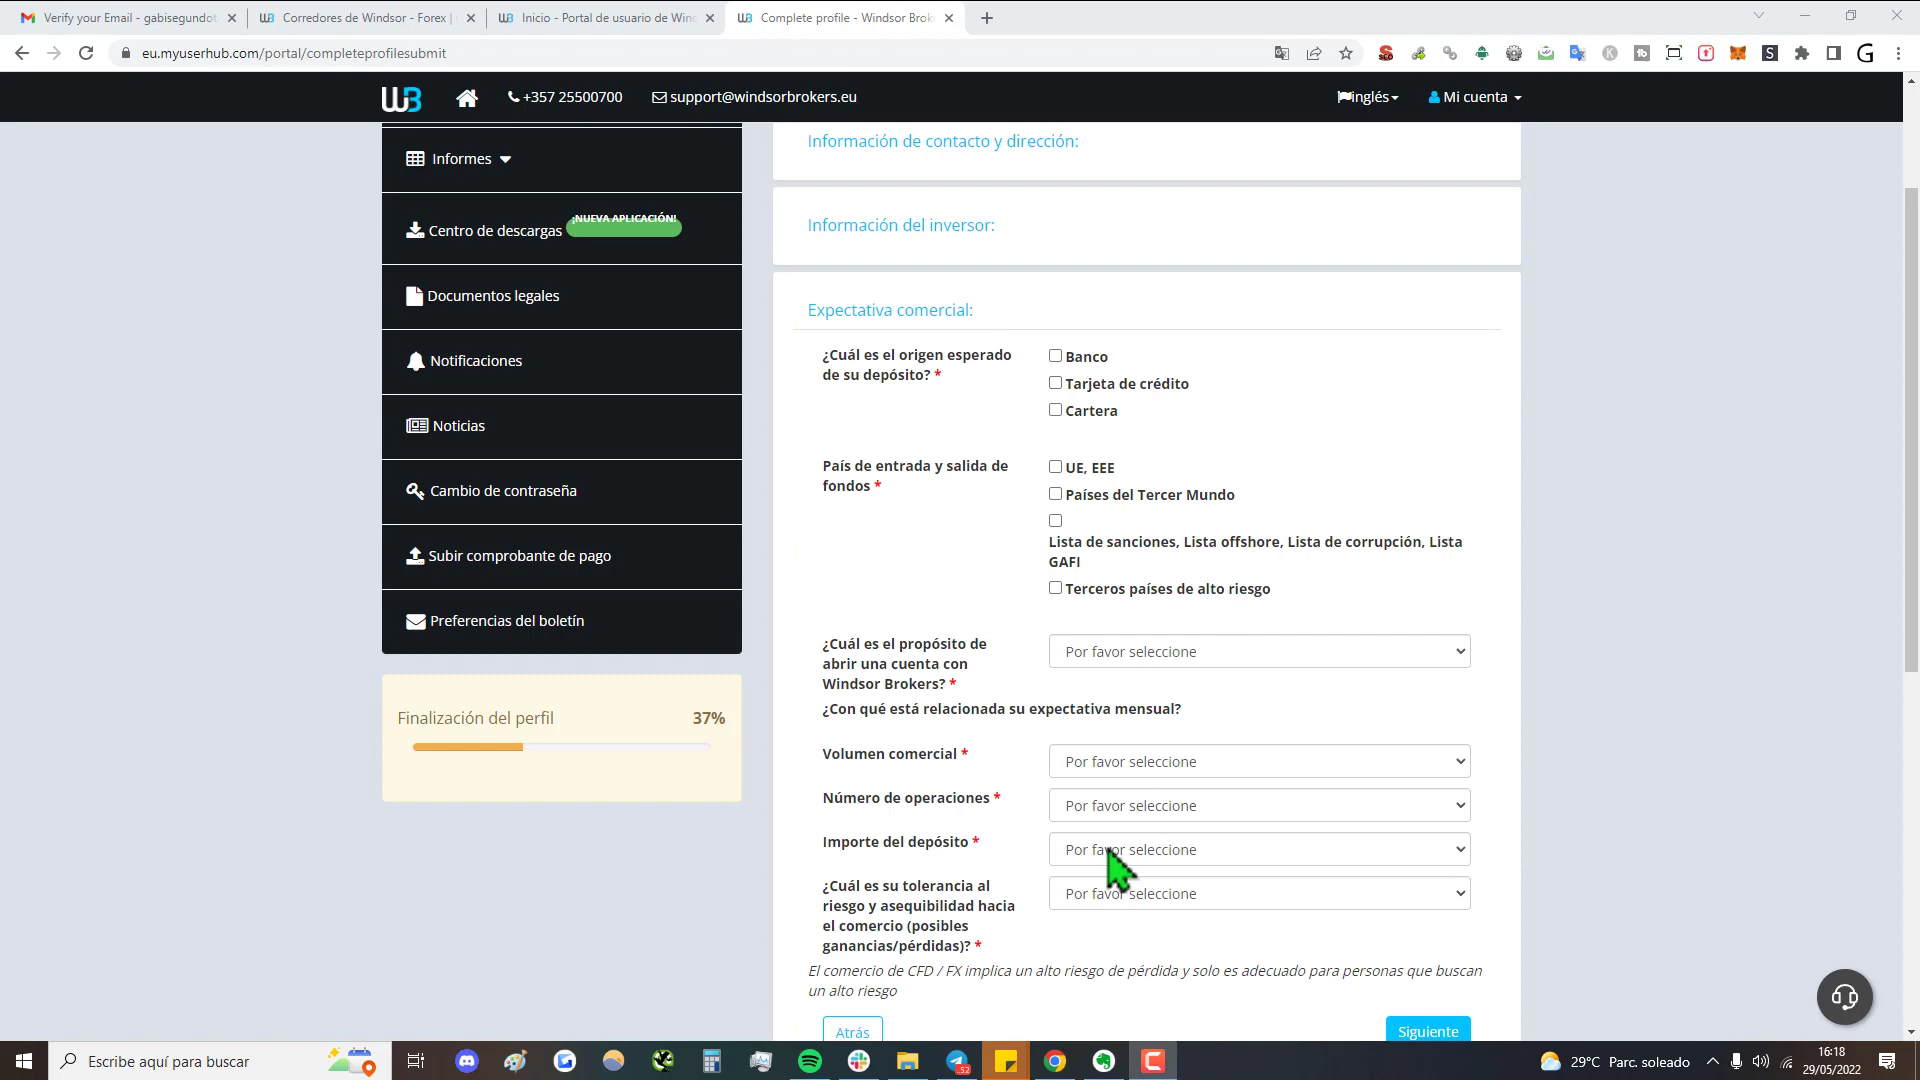 Verify your Email - gabisegundot
Corredores de Windsor - Forex |
Inicio - Portal de usuario de Win
Complete profile - Windsor Brok
eu.myuserhub.com/portal/completeprofilesubmit
WB
+357 25500700
support@windsorbrokers.eu
inglés
Mi cuenta
Informes
Centro de descargas
¡NUEVA APLICACIÓN!
Documentos legales
Notificaciones
Noticias
Cambio de contraseña
Subir comprobante de pago
Preferencias del boletín
Finalización del perfil 37%
Información de contacto y dirección:
Información del inversor:
Expectativa comercial:
¿Cuál es el origen esperado
de su depósito? *
Banco
Tarjeta de crédito
Cartera
País de entrada y salida de
fondos *
UE, EEE
Países del Tercer Mundo
Lista de sanciones, Lista offshore, Lista de corrupción, Lista
GAFI
Terceros países de alto riesgo
¿Cuál es el propósito de
abrir una cuenta con
Windsor Brokers? *
Por favor seleccione
¿Con qué está relacionada su expectativa mensual?
Volumen comercial *
Por favor seleccione
Número de operaciones *
Por favor seleccione
Importe del depósito *
Por favor seleccione
¿Cuál es su tolerancia al
riesgo y asequibilidad hacia
el comercio (posibles
ganancias/pérdidas)? *
Por favor seleccione
El comercio de CFD / FX implica un alto riesgo de pérdida y solo es adecuado para personas que buscan
un alto riesgo
Atrás
Siguiente
Escribe aquí para buscar
52
29°C Parc. soleado
16:18
29/05/2022